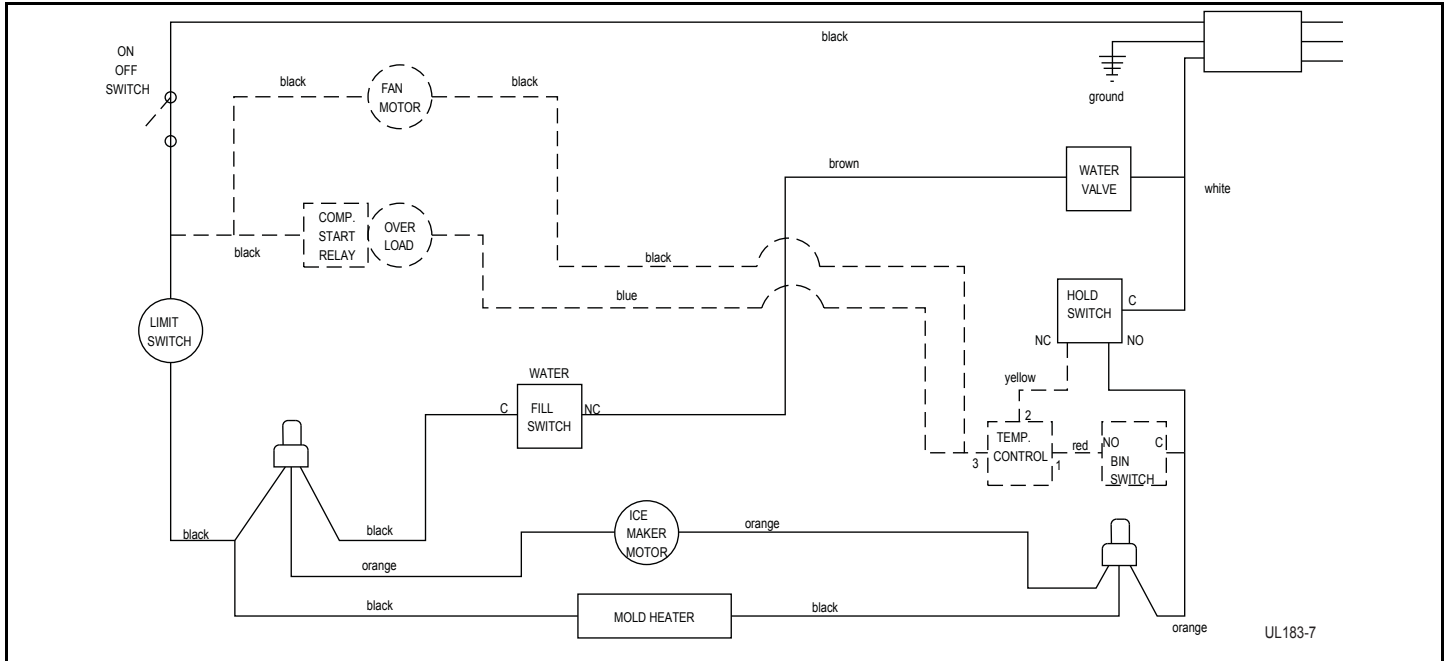 black
ON
OFF
SWITCH
ground
black
FAN
MOTOR
black
brown
WATER
VALVE
white
COMP.
START
RELAY
OVER
LOAD
black
black
blue
HOLD
SWITCH
C
NC
NO
LIMIT
SWITCH
WATER
C
FILL
SWITCH
NC
yellow
2
TEMP.
CONTROL
3
1
red
NO
C
BIN
SWITCH
black
black
orange
ICE
MAKER
MOTOR
orange
black
MOLD HEATER
black
orange
UL183-7